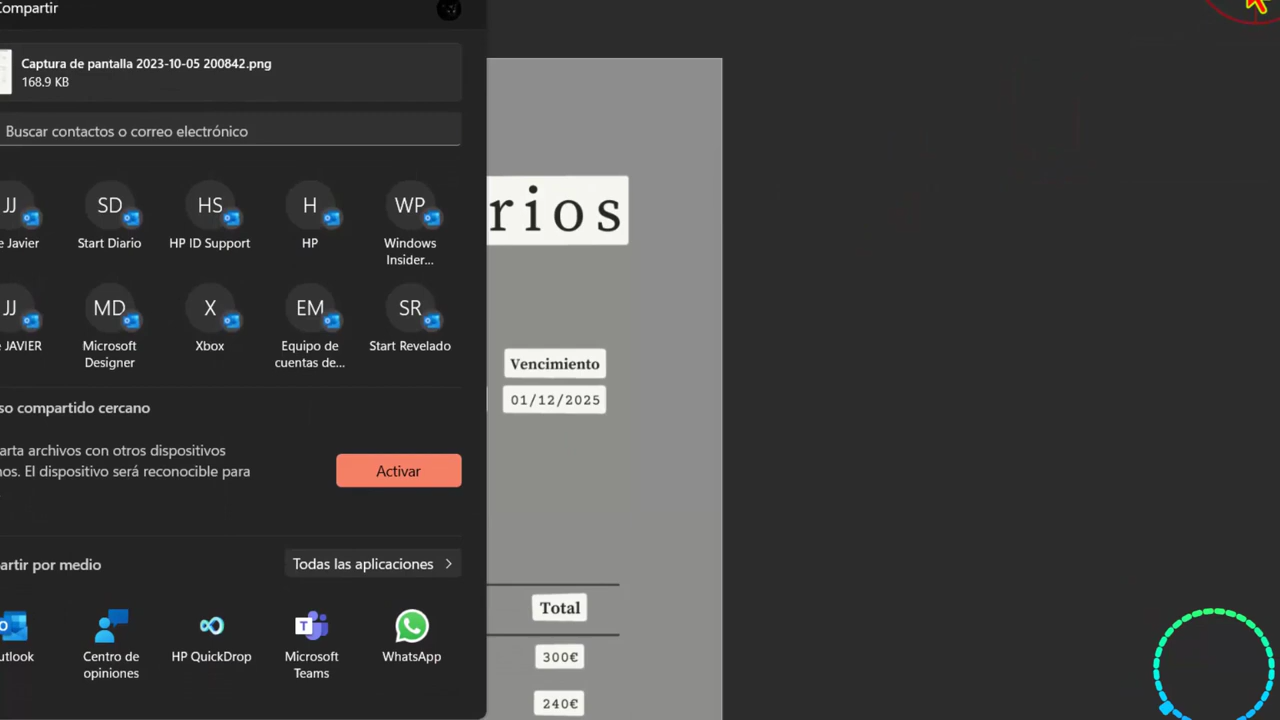 Compartir
Captura de pantalla 2023-10-05 200842.png
168.9 KB
Buscar contactos o correo electrónico
JJ SD HS H WP
Javier Start Diario HP ID Support HP Windows Insider...
JJ MD X EM SR
JAVIER Microsoft Designer Xbox Equipo de cuentas de... Start Revelado
so compartido cercano
arta archivos con otros dispositivos
nos. El dispositivo será reconocible para
Activar
artir por medio
Todas las aplicaciones
utlook Centro de opiniones HP QuickDrop Microsoft Teams WhatsApp
rios
Vencimiento
01/12/2025
Total
300€
240€